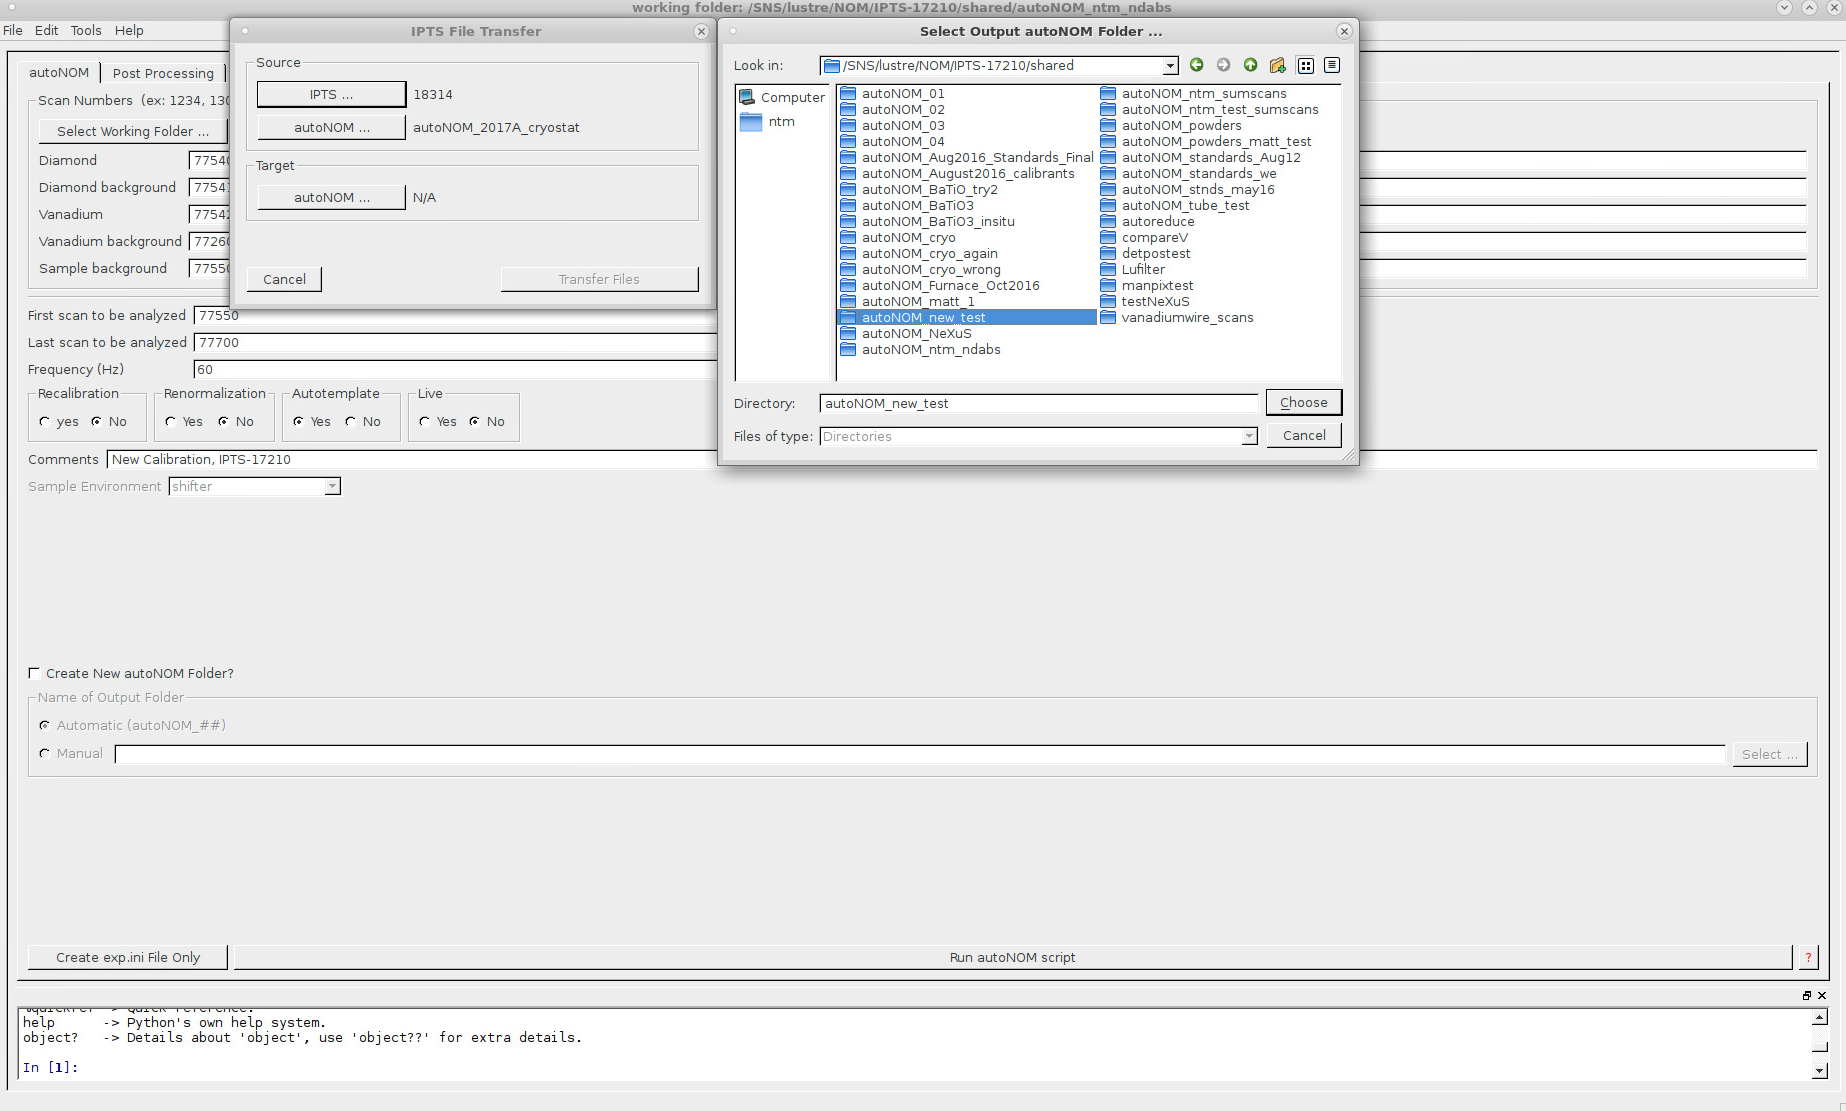 working folder: /SNS/lustre/NOM/IPTS-17210/shared/autoNOM_ntm_ndabs
File Edit Tools Help
autoNOM Post Processing
Scan Numbers (ex: 1234, 130
Select Working Folder ...
Diamond 7754
Diamond background 7754
Vanadium 7754
Vanadium background 7726
Sample background 7755
First scan to be analyzed 77550
Last scan to be analyzed 77700
Frequency (Hz) 60
Recalibration Renormalization Autotemplate Live
yes No Yes No Yes No Yes No
Comments New Calibration, IPTS-17210
Sample Environment shifter
Create New autoNOM Folder?
Name of Output Folder
Automatic (autoNOM_##)
Manual Select ...
Create exp.ini File Only Run autoNOM script ?
help -> Python's own help system.
object? -> Details about 'object', use 'object??' for extra details.
In [1]:
IPTS File Transfer
Source
IPTS ... 18314
autoNOM ... autoNOM_2017A_cryostat
Target
autoNOM ... N/A
Cancel Transfer Files
Select Output autoNOM Folder ...
Look in: /SNS/lustre/NOM/IPTS-17210/shared
Computer
ntm
autoNOM_01
autoNOM_02
autoNOM_03
autoNOM_04
autoNOM_Aug2016_Standards_Final
autoNOM_August2016_calibrants
autoNOM_BaTiO_try2
autoNOM_BaTiO3
autoNOM_BaTiO3_insitu
autoNOM_cryo
autoNOM_cryo_again
autoNOM_cryo_wrong
autoNOM_Furnace_Oct2016
autoNOM_matt_1
autoNOM_new_test
autoNOM_NeXuS
autoNOM_ntm_ndabs
autoNOM_ntm_sumscans
autoNOM_ntm_test_sumscans
autoNOM_powders
autoNOM_powders_matt_test
autoNOM_standards_Aug12
autoNOM_standards_we
autoNOM_stnds_may16
autoNOM_tube_test
autoreduce
compareV
detpostest
Lufilter
manpixtest
testNeXuS
vanadiumwire_scans
Directory: autoNOM_new_test Choose
Files of type: Directories Cancel